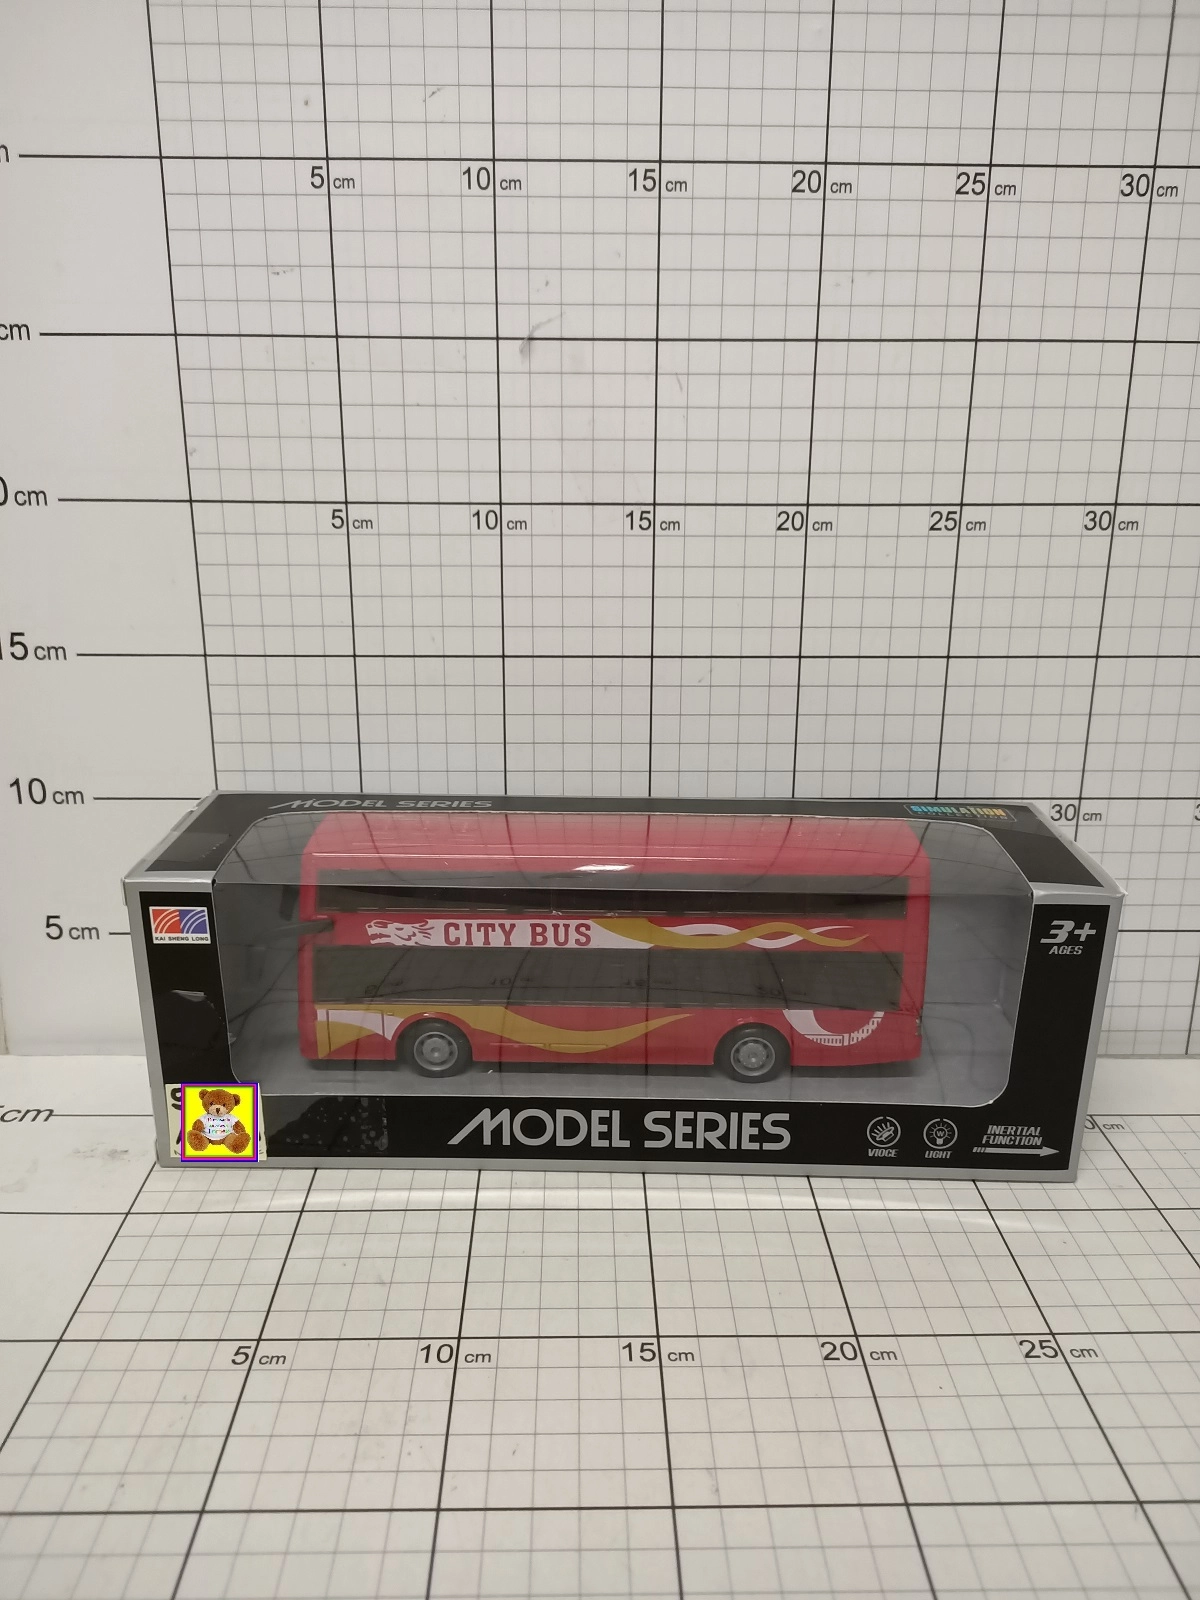 5 cm 10 cm 15 cm 20 cm 25 cm 30 cm
cm
cm
5 cm 10 cm 15 cm 20 cm 25 cm 30 cm
5 cm
10 cm
30 cm
MODEL SERIES
SIMULATION
5 cm
KAI SHENG LONG
CITY BUS
3+
AGES
MODEL SERIES
VIOCE
LIGHT
INERTIAL
FUNCTION
cm
cm
5 cm 10 cm 15 cm 20 cm 25 cm